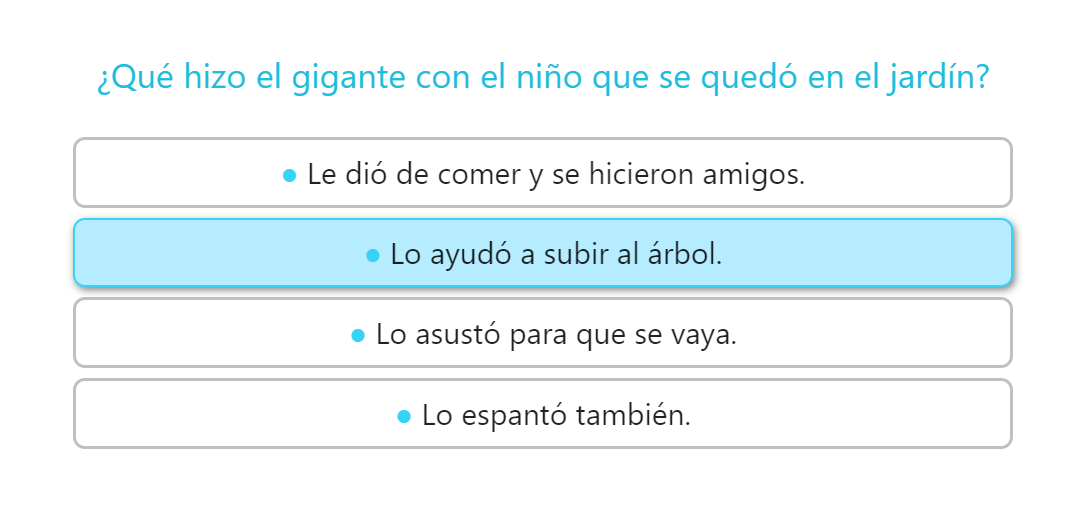 ¿Qué hizo el gigante con el niño que se quedó en el jardín?
● Le dió de comer y se hicieron amigos.
● Lo ayudó a subir al árbol.
● Lo asustó para que se vaya.
● Lo espantó también.